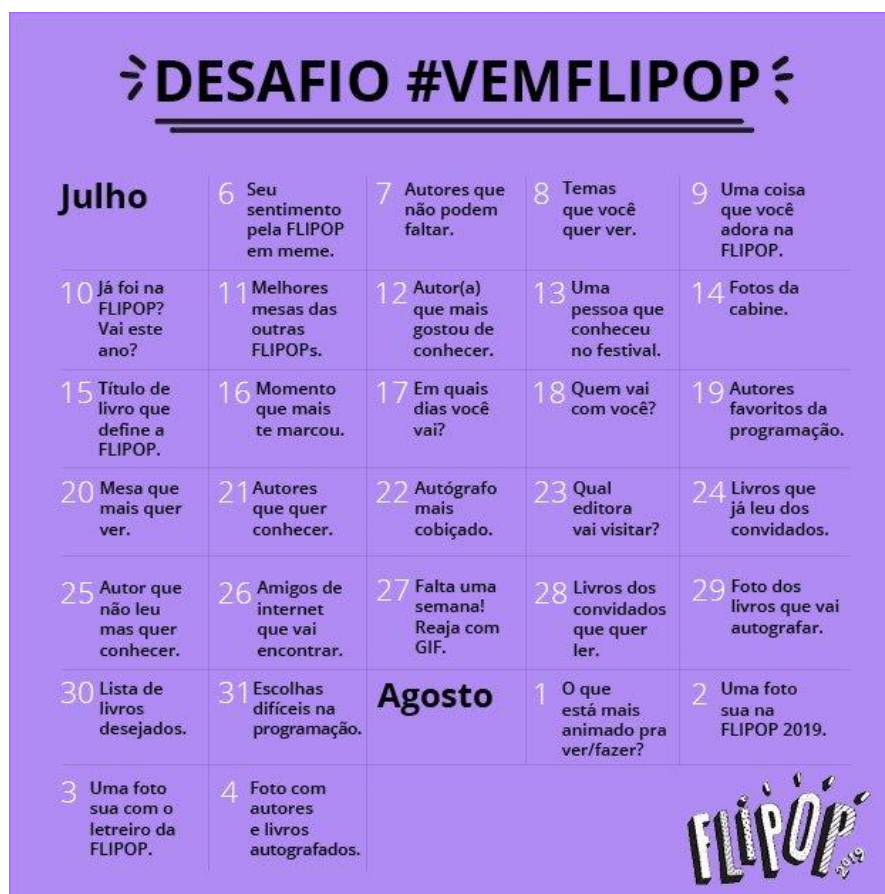 DESAFIO #VEMFLIPOP
Julho
6 Seu
sentimento
pela FLIPOP
em meme.
7 Autores que
não podem
faltar.
8 Temas
que você
quer ver.
9 Uma coisa
que você
adora na
FLIPOP.
10 Já foi na
FLIPOP?
Vai este
ano?
11 Melhores
mesas das
outras
FLIPOPs.
12 Autor(a)
que mais
gostou de
conhecer.
13 Uma
pessoa que
conheceu
no festival.
14 Fotos da
cabine.
15 Título de
livro que
define a
FLIPOP.
16 Momento
que mais
te marcou.
17 Em quais
dias você
vai?
18 Quem vai
com você?
19 Autores
favoritos da
programação.
20 Mesa que
mais quer
ver.
21 Autores
que quer
conhecer.
22 Autógrafo
mais
cobiçado.
23 Qual
editora
vai visitar?
24 Livros que
já leu dos
convidados.
25 Autor que
não leu
mas quer
conhecer.
26 Amigos de
internet
que vai
encontrar.
27 Falta uma
semana!
Reaja com
GIF.
28 Livros dos
convidados
que quer
ler.
29 Foto dos
livros que vai
autografar.
30 Lista de
livros
desejados.
31 Escolhas
difíceis na
programação.
Agosto
1 O que
está mais
animado pra
ver/fazer?
2 Uma foto
sua na
FLIPOP 2019.
3 Uma foto
sua com o
letreiro da
FLIPOP.
4 Foto com
autores
e livros
autografados.
FLIPOP
2019